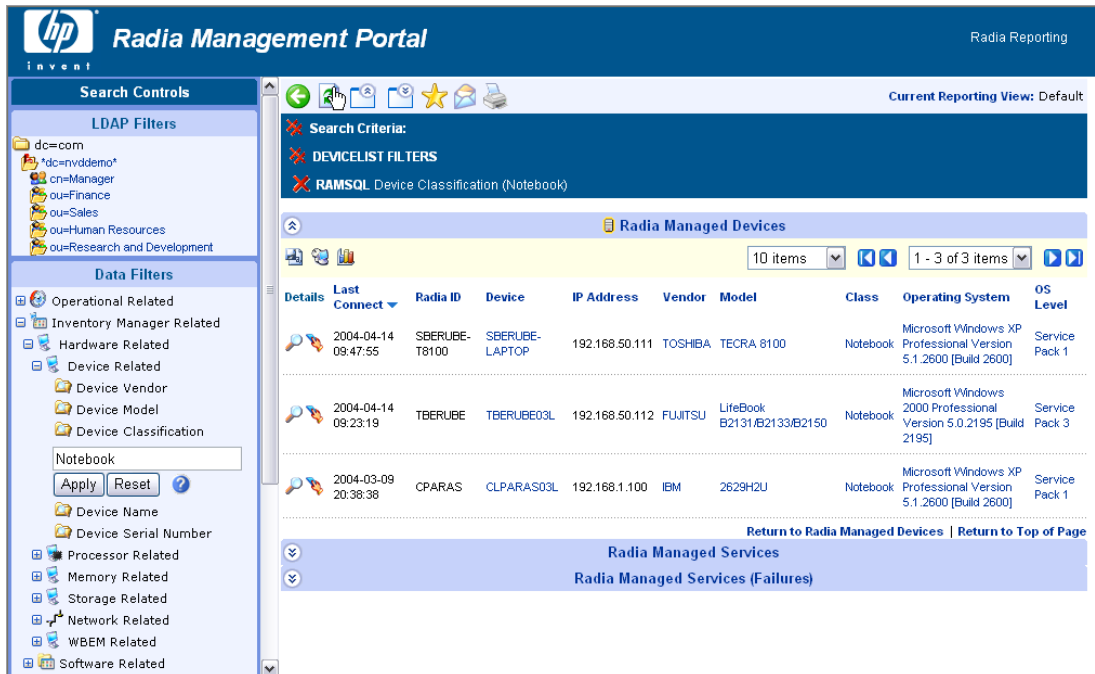 hp
invent
Radia Management Portal
Radia Reporting
Search Controls
LDAP Filters
dc=com
*dc=nvddemo*
cn=Manager
ou=Finance
ou=Sales
ou=Human Resources
ou=Research and Development
Data Filters
Operational Related
Inventory Manager Related
Hardware Related
Device Related
Device Vendor
Device Model
Device Classification
Notebook
Apply Reset ?
Device Name
Device Serial Number
Processor Related
Memory Related
Storage Related
Network Related
WBEM Related
Software Related
Current Reporting View: Default
Search Criteria:
DEVICELIST FILTERS
RAMSQL Device Classification (Notebook)
Radia Managed Devices
10 items 1 - 3 of 3 items
Details Last Connect Radia ID Device IP Address Vendor Model Class Operating System OS Level
2004-04-14 09:47:55 SBERUBE-T8100 SBERUBE-LAPTOP 192.168.50.111 TOSHIBA TECRA 8100 Notebook Microsoft Windows XP Professional Version 5.1.2600 [Build 2600] Service Pack 1
2004-04-14 09:23:19 TBERUBE TBERUBE03L 192.168.50.112 FUJITSU LifeBook B2131/B2133/B2150 Notebook Microsoft Windows 2000 Professional Version 5.0.2195 [Build 2195] Service Pack 3
2004-03-09 20:38:38 CPARAS CLPARAS03L 192.168.1.100 IBM 2629H2U Notebook Microsoft Windows XP Professional Version 5.1.2600 [Build 2600] Service Pack 1
Return to Radia Managed Devices | Return to Top of Page
Radia Managed Services
Radia Managed Services (Failures)